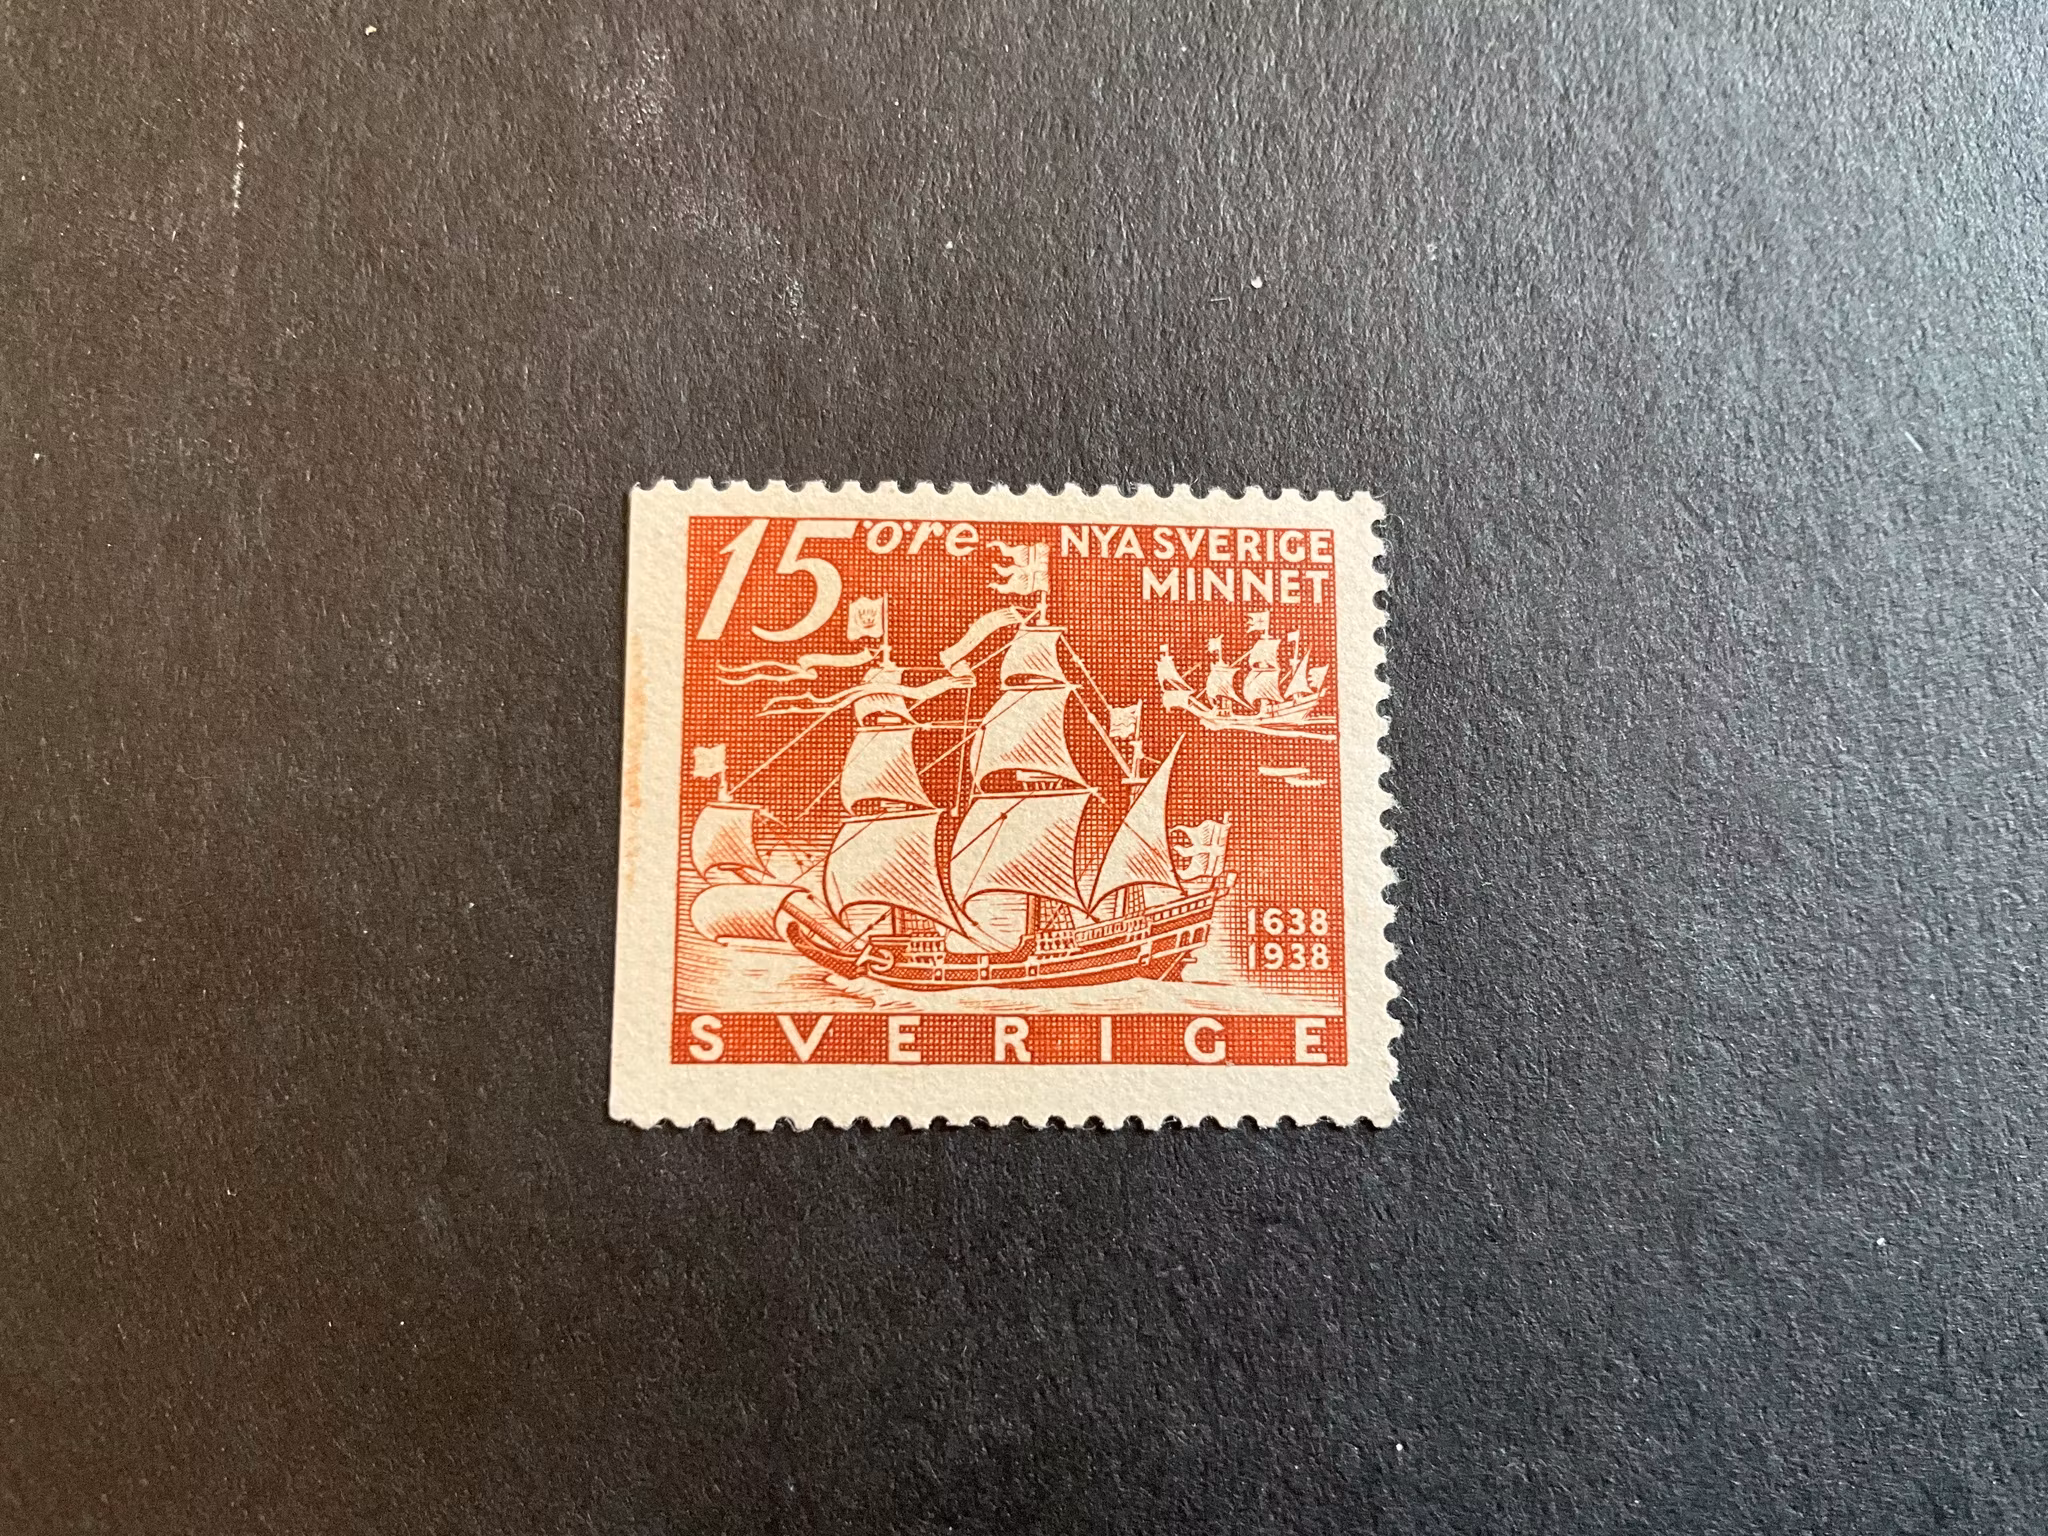 15 öre
NYA SVERIGE
MINNET
1638
1938
SVERIGE